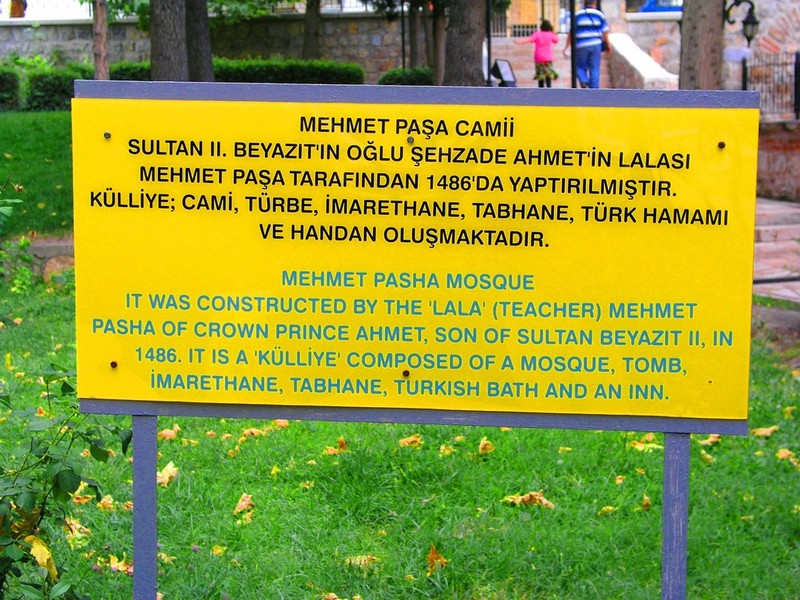 MEHMET PAŞA CAMİİ
SULTAN II. BEYAZIT'IN OĞLU ŞEHZADE AHMET'İN LALASI
MEHMET PAŞA TARAFINDAN 1486'DA YAPTIRILMIŞTIR.
KÜLLİYE; CAMİ, TÜRBE, İMARETHANE, TABHANE, TÜRK HAMAMI
VE HANDAN OLUŞMAKTADIR.
MEHMET PASHA MOSQUE
IT WAS CONSTRUCTED BY THE 'LALA' (TEACHER) MEHMET
PASHA OF CROWN PRINCE AHMET, SON OF SULTAN BEYAZIT II, IN
1486. IT IS A 'KÜLLİYE' COMPOSED OF A MOSQUE, TOMB,
İMARETHANE, TABHANE, TURKISH BATH AND AN INN.